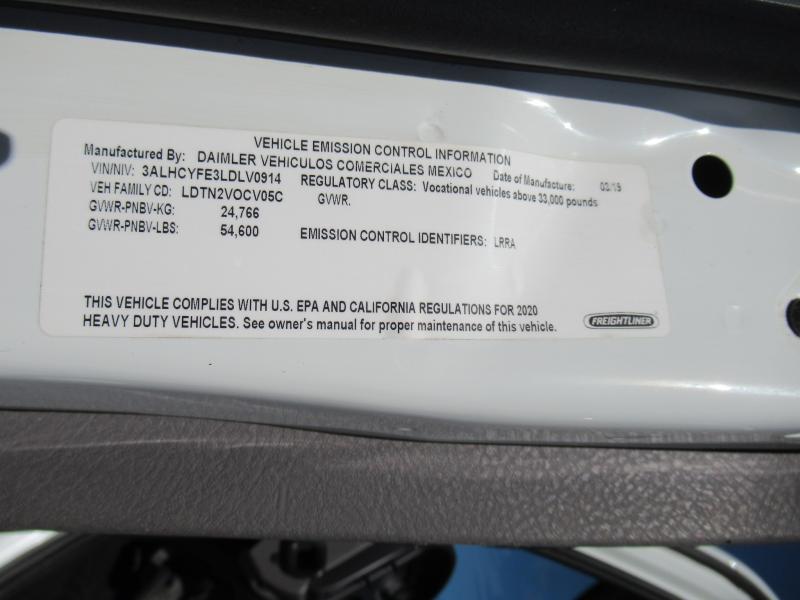 VEHICLE EMISSION CONTROL INFORMATION
Manufactured By: DAIMLER VEHICULOS COMERCIALES MEXICO Date of Manufacture:
VIN/NIV: 3ALHCYFE3LDLV0914 REGULATORY CLASS: Vocational vehicles above 33,000 pounds
VEH FAMILY CD: LDTN2VOCV05C GVWR.
GVWR-PNBV-KG: 24,766
GVWR-PNBV-LBS: 54,600 EMISSION CONTROL IDENTIFIERS: LRRA
THIS VEHICLE COMPLIES WITH U.S. EPA AND CALIFORNIA REGULATIONS FOR 2020
HEAVY DUTY VEHICLES. See owner's manual for proper maintenance of this vehicle.
FREIGHTLINER